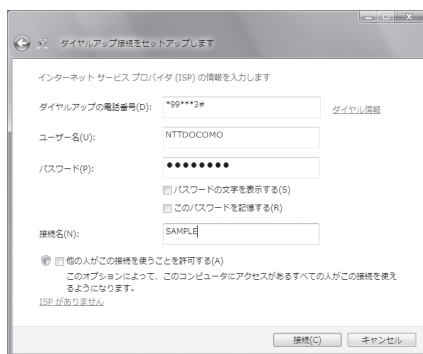 ダイヤルアップ接続をセットアップします
インターネット サービス プロバイダ (ISP) の情報を入力します
ダイヤルアップの電話番号(D):
*99***3#
ダイヤル情報
ユーザー名(U):
NTTDOCOMO
パスワード(P):
●●●●●●●●
パスワードの文字を表示する(S)
このパスワードを記憶する(R)
接続名(N):
SAMPLE
他の人がこの接続を使うことを許可する(A)
このオプションによって、このコンピュータにアクセスがあるすべての人がこの接続を使え
るようになります。
ISP がありません
接続(C)
キャンセル